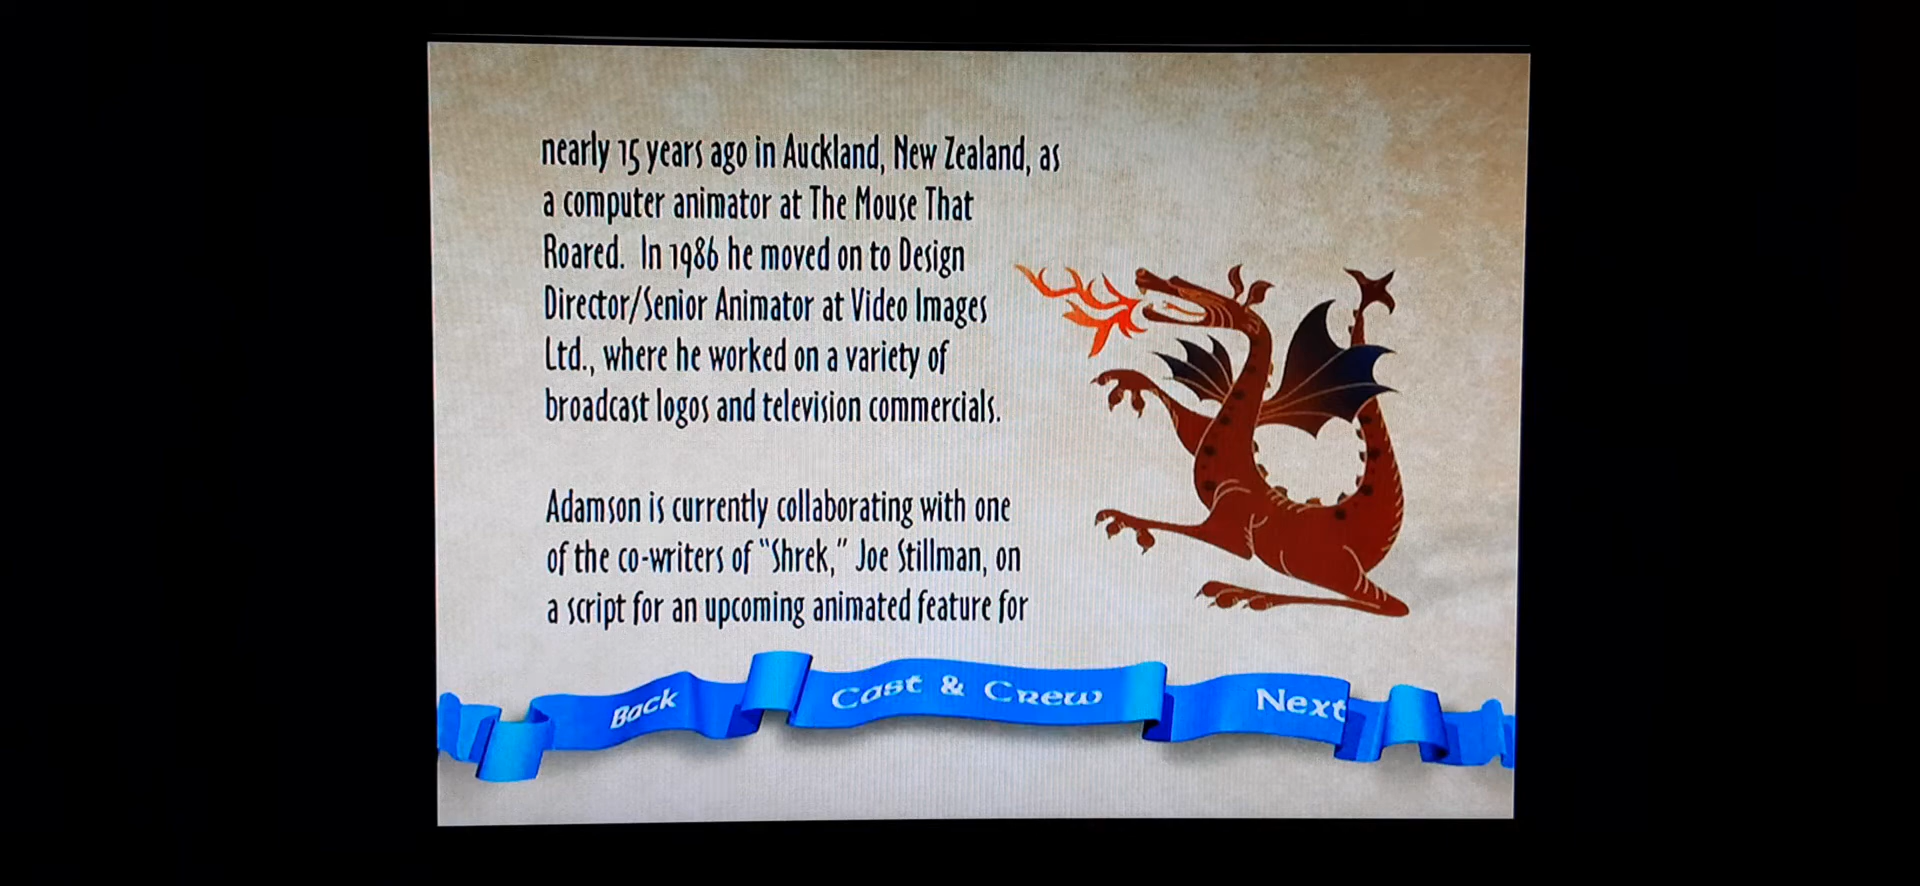 nearly 15 years ago in Auckland, New Zealand, as
a computer animator at The Mouse That
Roared. In 1986 he moved on to Design
Director/Senior Animator at Video Images
Ltd., where he worked on a variety of
broadcast logos and television commercials.
Adamson is currently collaborating with one
of the co-writers of "Shrek," Joe Stillman, on
a script for an upcoming animated feature for
Back
Cast & Crew
Next